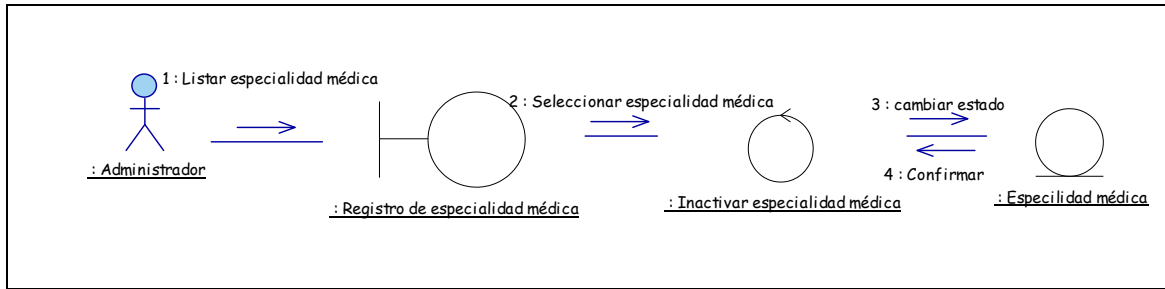 1 : Listar especialidad médica
2 : Seleccionar especialidad médica
3 : cambiar estado
4 : Confirmar
: Administrador
: Registro de especialidad médica
: Inactivar especialidad médica
: Especilidad médica